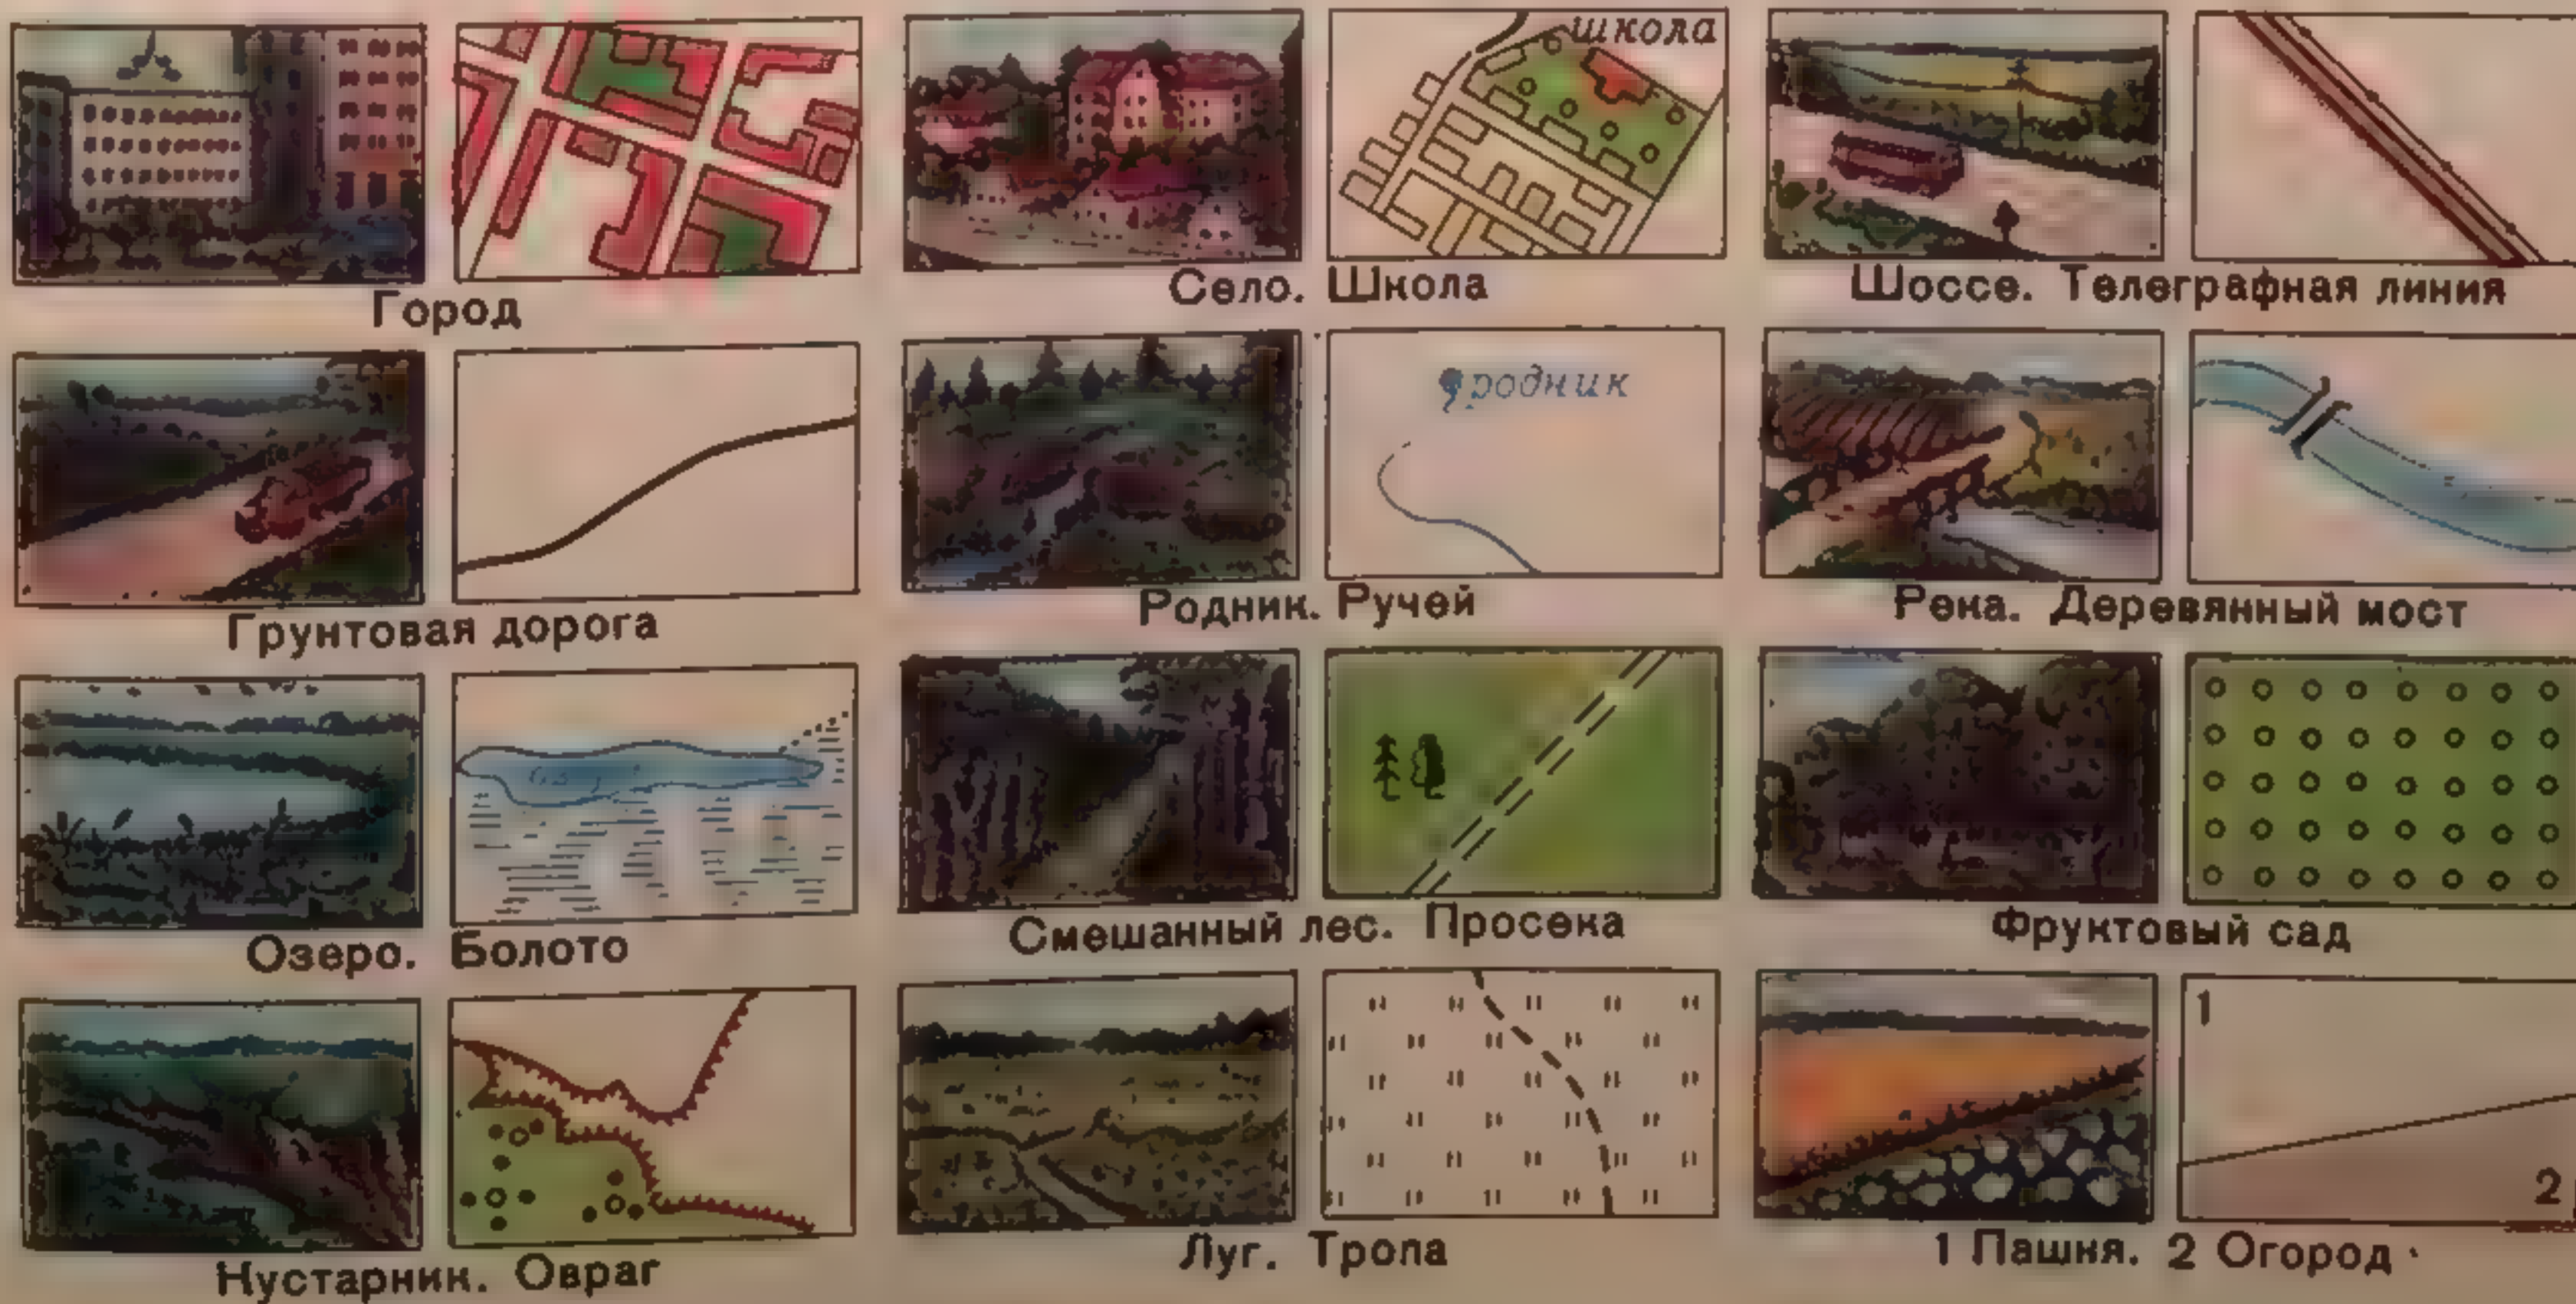 школа
Город
Село. Школа
Шоссе. Телеграфная линия
родник
Грунтовая дорога
Родник. Ручей
Река. Деревянный мост
Озеро. Болото
Смешанный лес. Просека
Фруктовый сад
1
2
Кустарник. Овраг
Луг. Тропа
1 Пашня. 2 Огород